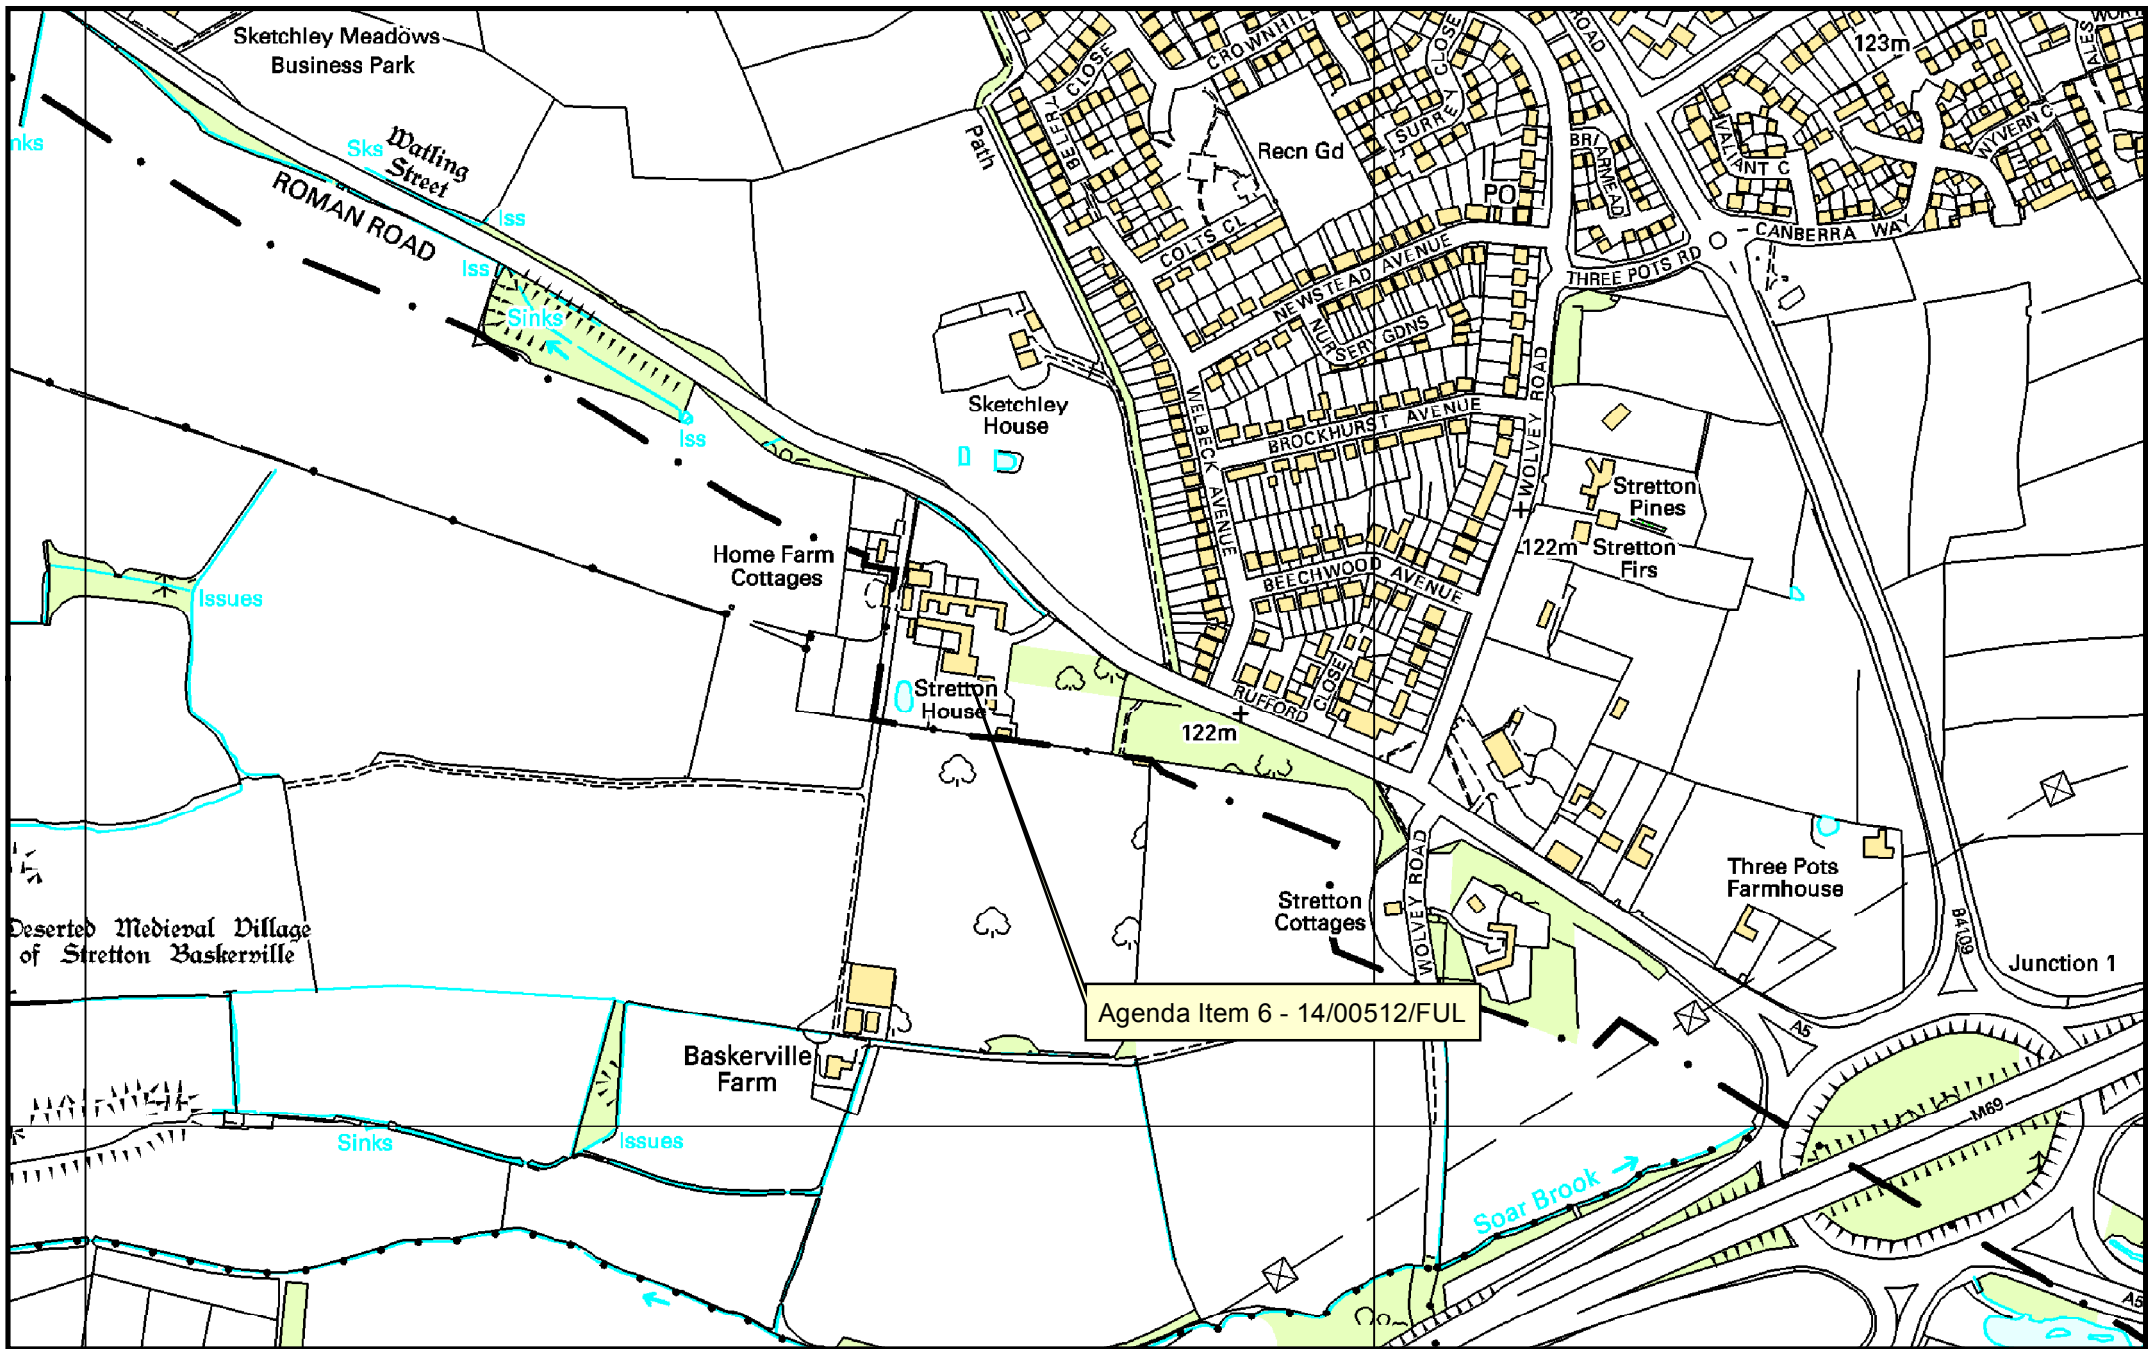 Sketchley Meadows
Business Park
CLOSE
CROWNHILL
CLOSE
ROAD
123m
Watling
Street
Sks
nks
Path
Recn Gd
SURREY
BRIARMEAD
VALIANT C
WYVERN C
ROMAN ROAD
Iss
Iss
PO
COLTS CL
CANBERRA WAY
NEWSTEAD AVENUE
THREE POTS RD
Sinks
NURSERY GDNS
Sketchley
House
WELBECK AVENUE
BROCKHURST AVENUE
WOLVEY ROAD
Iss
Stretton
Pines
Home Farm
Cottages
122m
Stretton
Firs
BEECHWOOD AVENUE
Issues
Stretton
House
RUFFORD
CLOSE
122m
WOLVEY ROAD
Three Pots
Farmhouse
Stretton
Cottages
Deserted Medieval Village
of Stretton Baskerville
B4109
Junction 1
Agenda Item 6 - 14/00512/FUL
A5
Baskerville
Farm
M69
Sinks
Issues
Soar Brook
A5